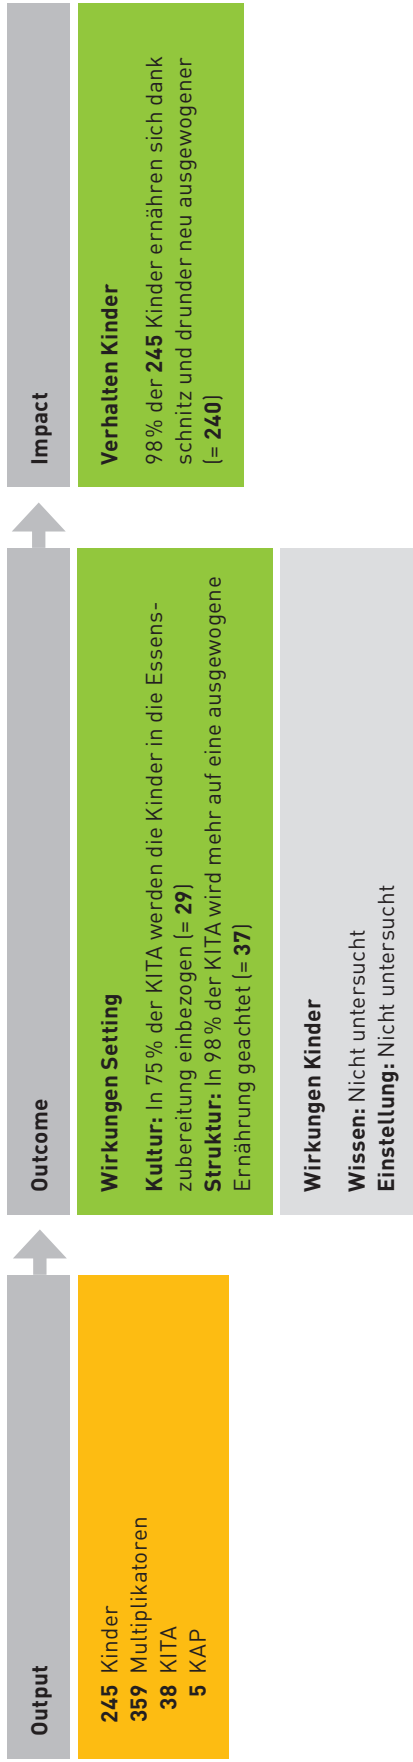 Output
245 Kinder
359 Multiplikatoren
38 KITA
5 KAP
Outcome
Wirkungen Setting
Kultur: In 75 % der KITA werden die Kinder in die Essens-
zubereitung einbezogen (= 29)
Struktur: In 98 % der KITA wird mehr auf eine ausgewogene
Ernährung geachtet (= 37)
Wirkungen Kinder
Wissen: Nicht untersucht
Einstellung: Nicht untersucht
Impact
Verhalten Kinder
98 % der 245 Kinder ernähren sich dank
schnitz und drunder neu ausgewogener
(= 240)